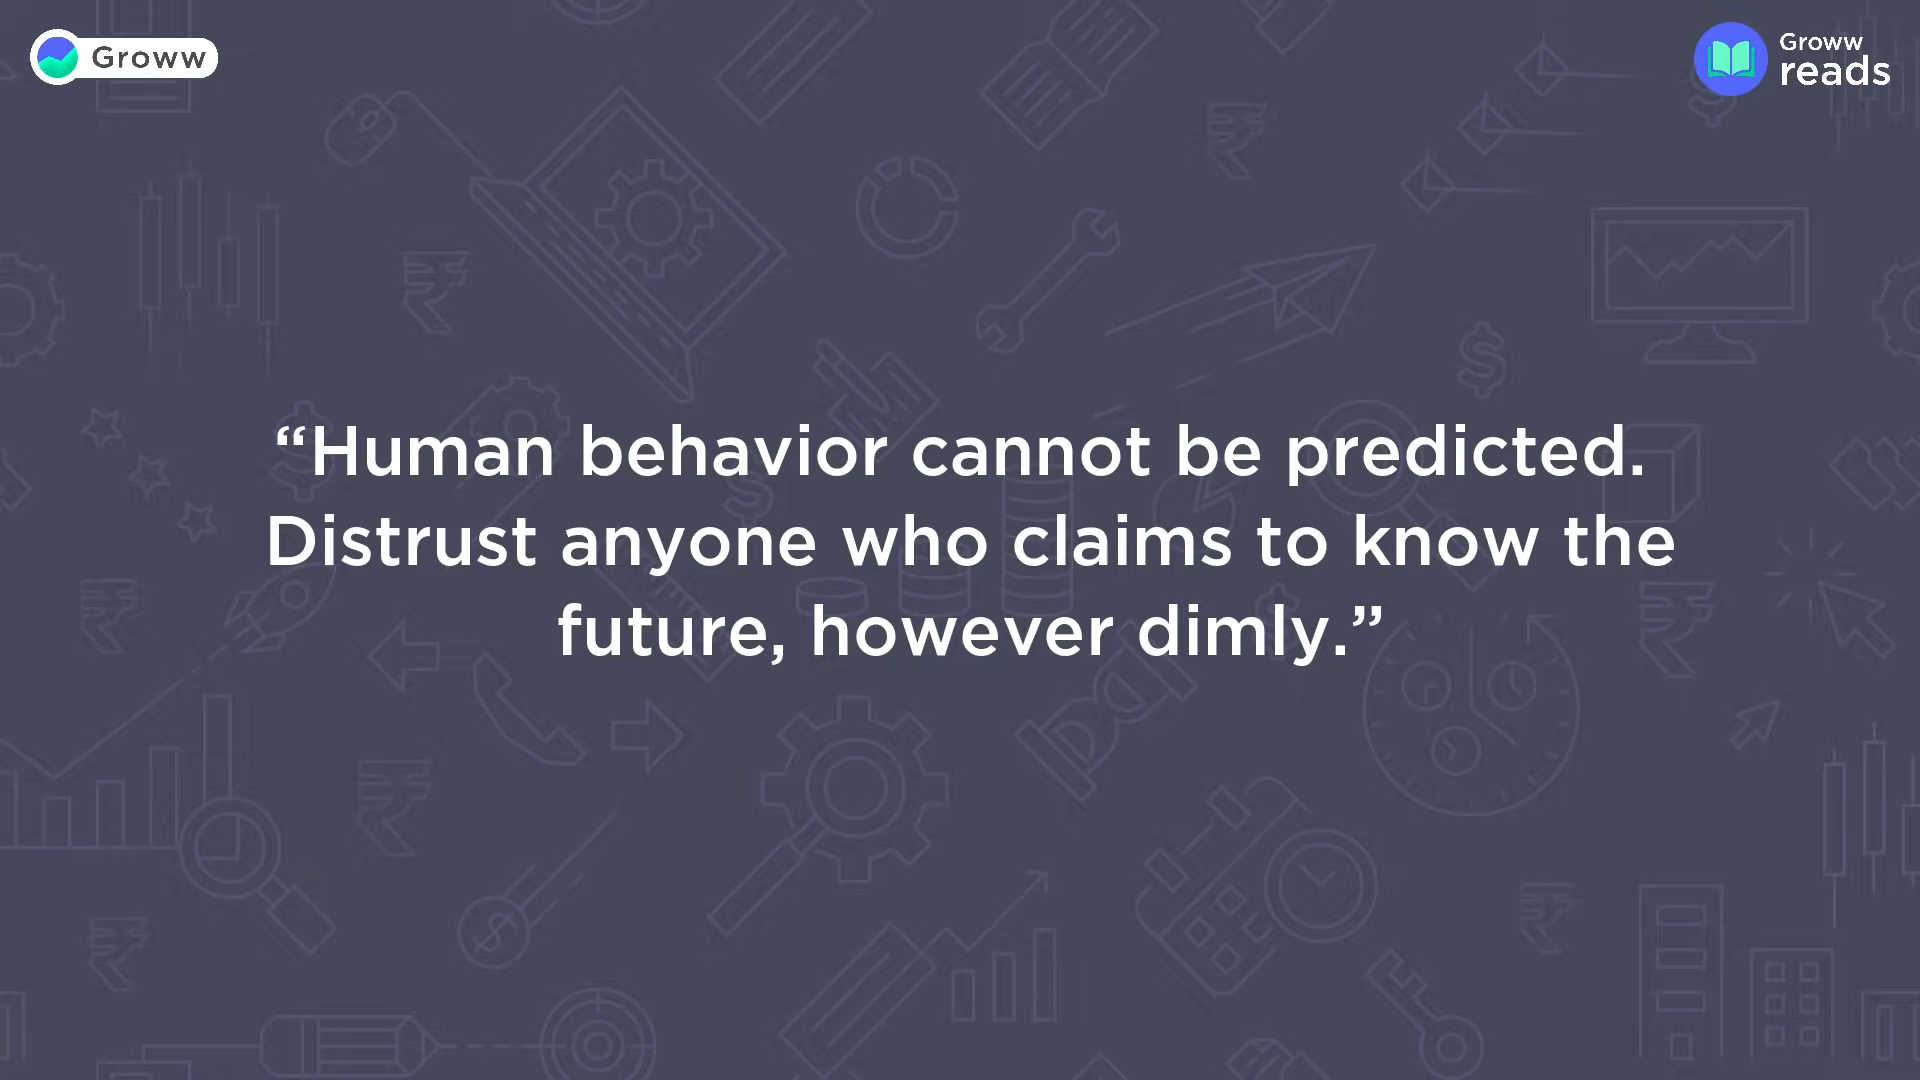 Groww
Groww
reads
“Human behavior cannot be predicted.
Distrust anyone who claims to know the
future, however dimly.”